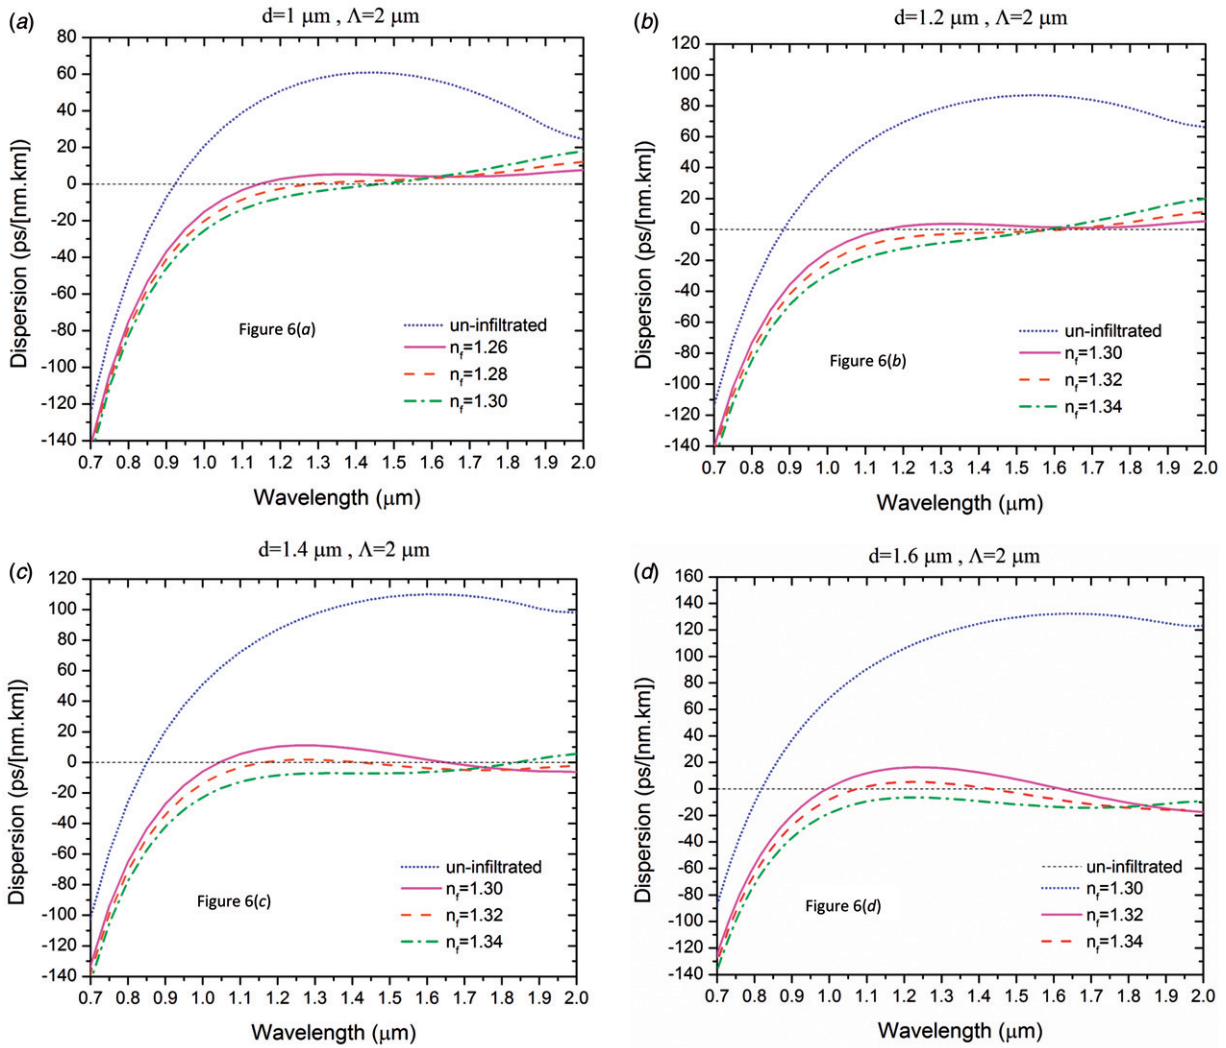 (a)
d=1 μm , Λ=2 μm
80
60
40
20
0
-20
-40
-60
-80
-100
-120
-140
Dispersion (ps/[nm.km])
Figure 6(a)
un-infiltrated
nf=1.26
nf=1.28
nf=1.30
0.7 0.8 0.9 1.0 1.1 1.2 1.3 1.4 1.5 1.6 1.7 1.8 1.9 2.0
Wavelength (μm)
(b)
d=1.2 μm , Λ=2 μm
120
100
80
60
40
20
0
-20
-40
-60
-80
-100
-120
-140
Dispersion (ps/[nm.km])
Figure 6(b)
un-infiltrated
nf=1.30
nf=1.32
nf=1.34
0.7 0.8 0.9 1.0 1.1 1.2 1.3 1.4 1.5 1.6 1.7 1.8 1.9 2.0
Wavelength (μm)
(c)
d=1.4 μm , Λ=2 μm
120
100
80
60
40
20
0
-20
-40
-60
-80
-100
-120
-140
Dispersion (ps/[nm.km])
Figure 6(c)
un-infiltrated
nf=1.30
nf=1.32
nf=1.34
0.7 0.8 0.9 1.0 1.1 1.2 1.3 1.4 1.5 1.6 1.7 1.8 1.9 2.0
Wavelength (μm)
(d)
d=1.6 μm , Λ=2 μm
160
140
120
100
80
60
40
20
0
-20
-40
-60
-80
-100
-120
-140
Dispersion (ps/[nm.km])
Figure 6(d)
un-infiltrated
nf=1.30
nf=1.32
nf=1.34
0.7 0.8 0.9 1.0 1.1 1.2 1.3 1.4 1.5 1.6 1.7 1.8 1.9 2.0
Wavelength (μm)